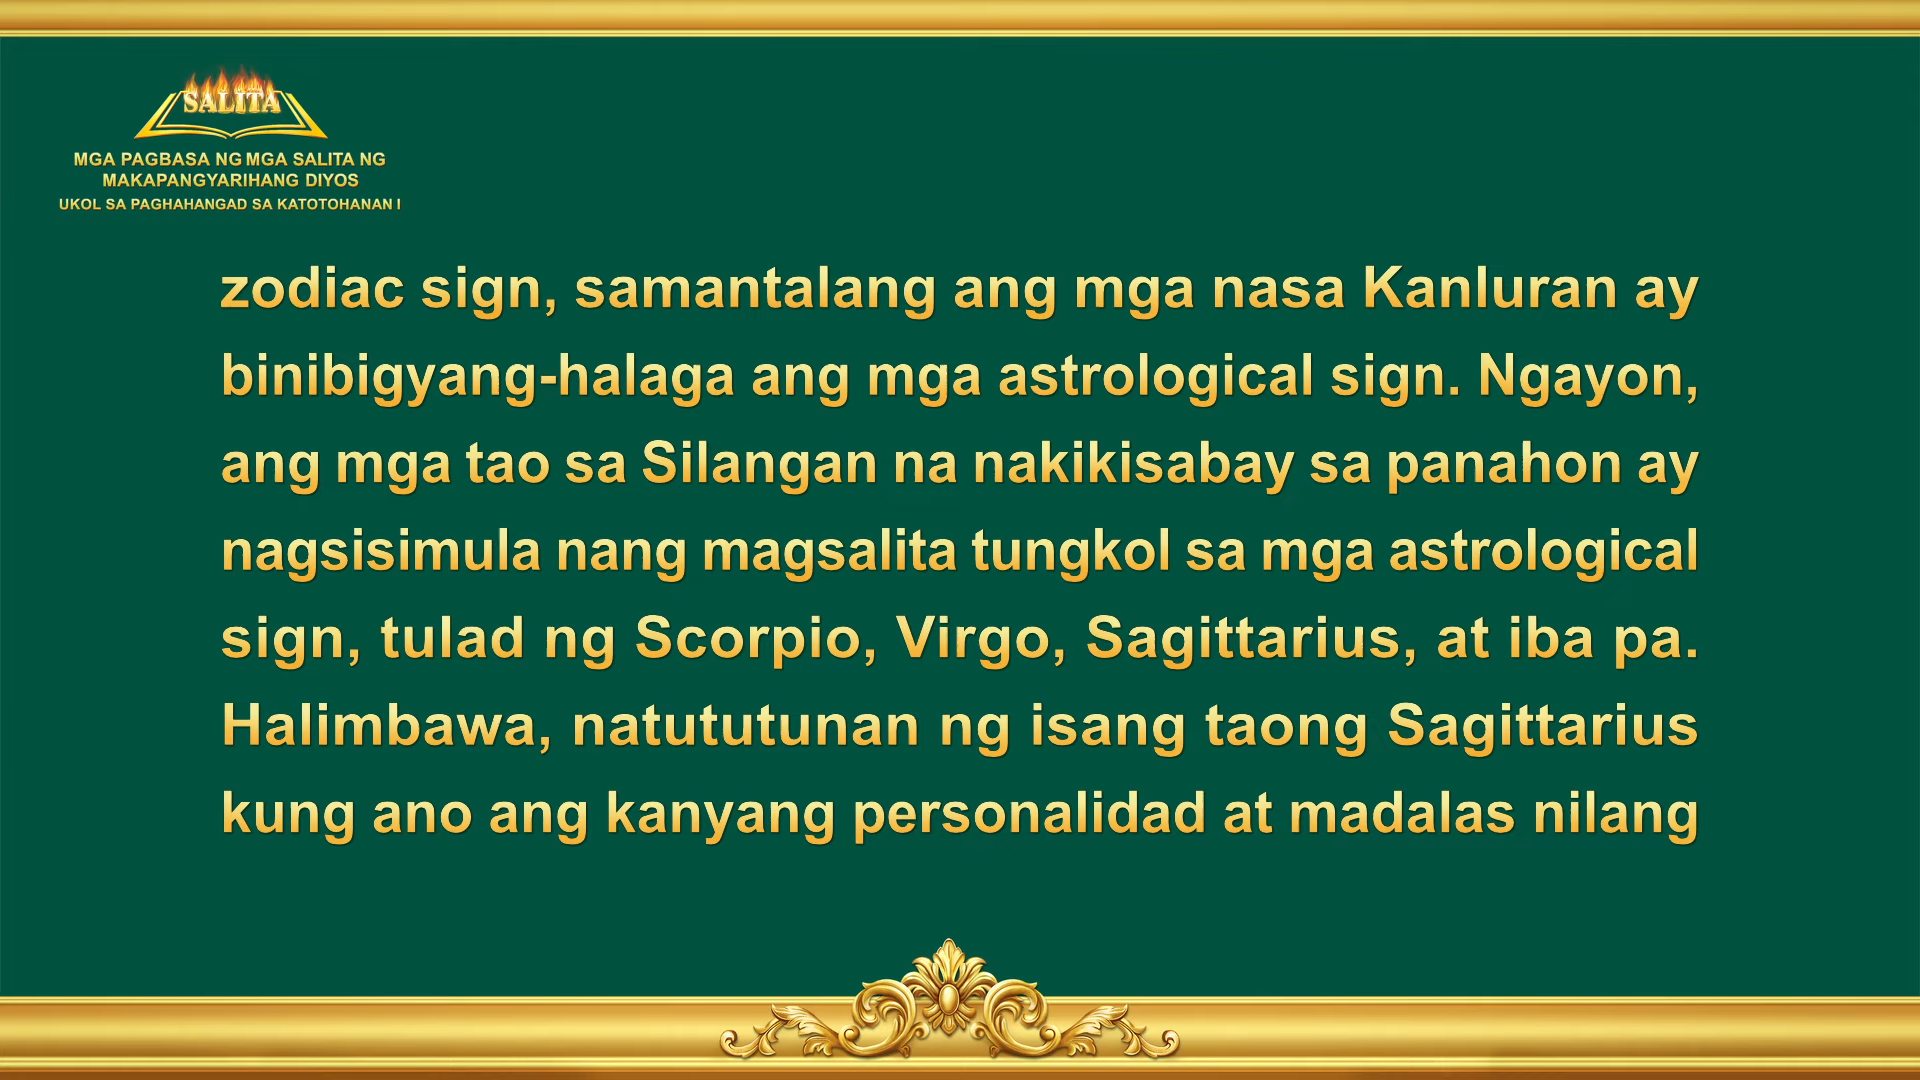 SALITA
MGA PAGBASA NG MGA SALITA NG
MAKAPANGYARIHANG DIYOS
UKOL SA PAGHAHANGAD SA KATOTOHANAN I
zodiac sign, samantalang ang mga nasa Kanluran ay
binibigyang-halaga ang mga astrological sign. Ngayon,
ang mga tao sa Silangan na nakikisabay sa panahon ay
nagsisimula nang magsalita tungkol sa mga astrological
sign, tulad ng Scorpio, Virgo, Sagittarius, at iba pa.
Halimbawa, natututunan ng isang taong Sagittarius
kung ano ang kanyang personalidad at madalas nilang